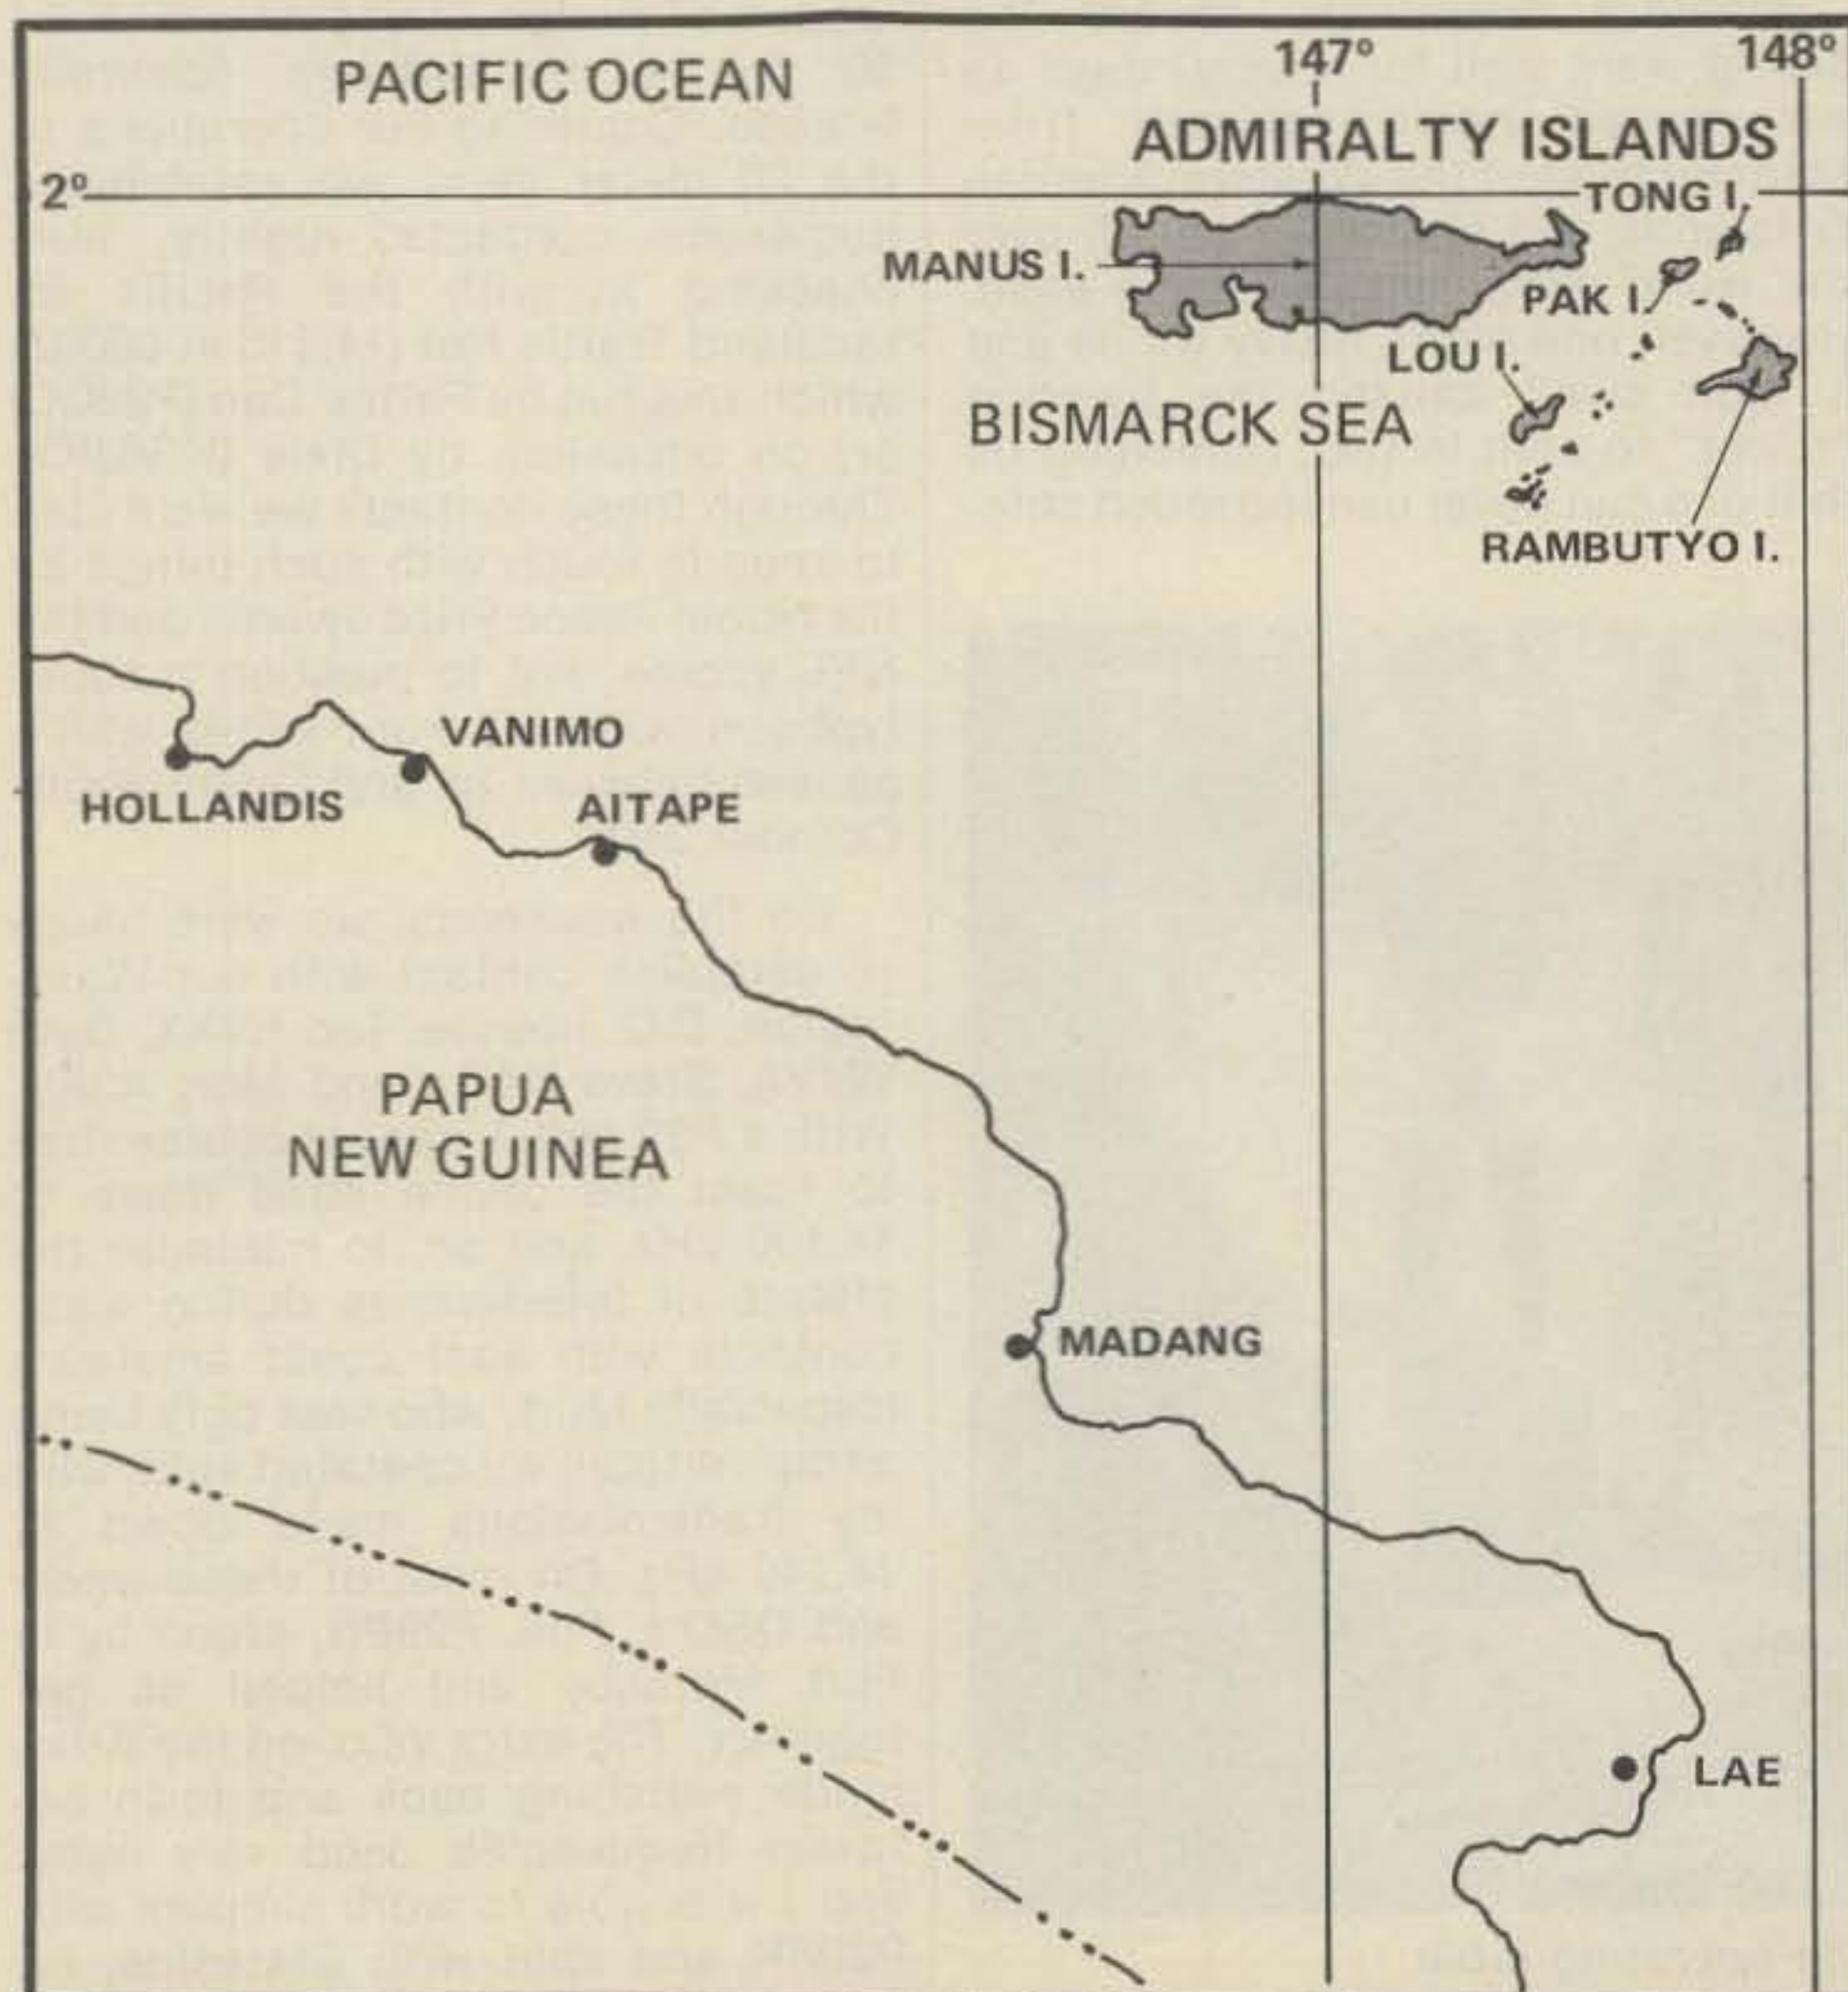 PACIFIC OCEAN
147°
148°
ADMIRALTY ISLANDS
2°
TONG I.
MANUS I.
PAK I.
LOU I.
BISMARCK SEA
RAMBUTYO I.
VANIMO
HOLLANDIS
AITAPE
PAPUA
NEW GUINEA
MADANG
LAE